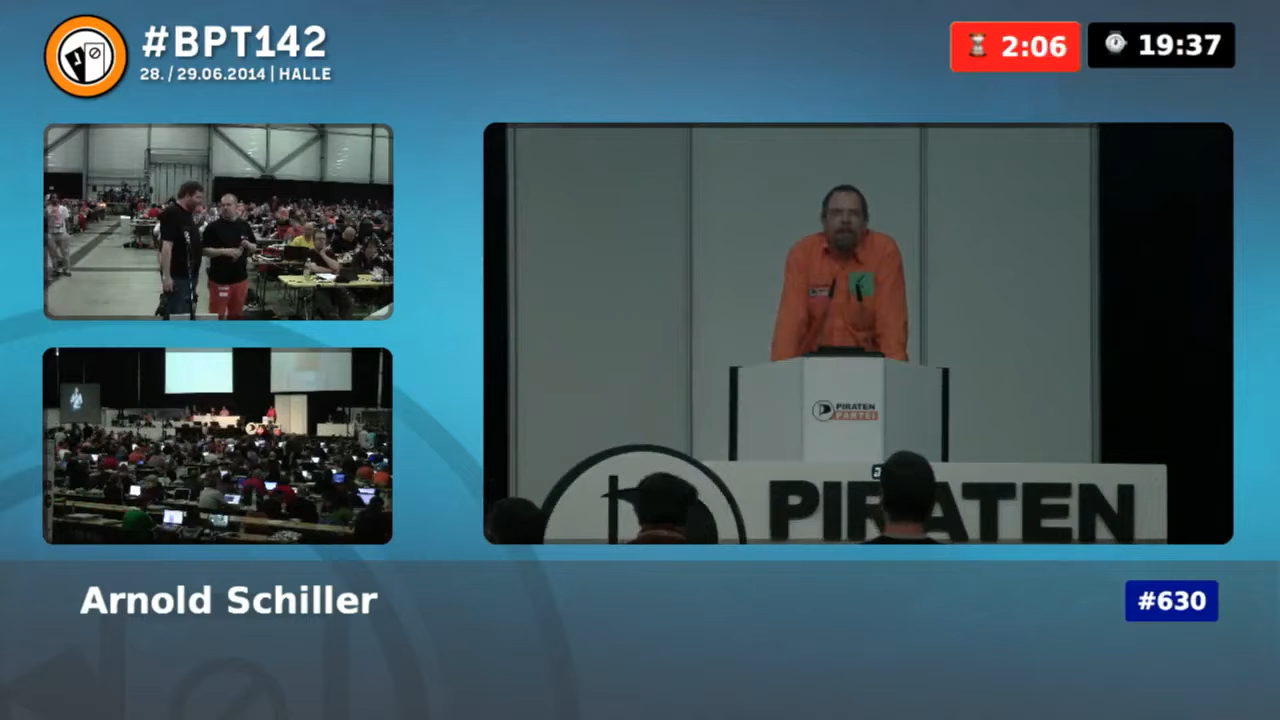 #BPT142
28. / 29.06.2014 | HALLE
2:06
19:37
PIRATEN
PARTEI
PIRATEN
Arnold Schiller
#630